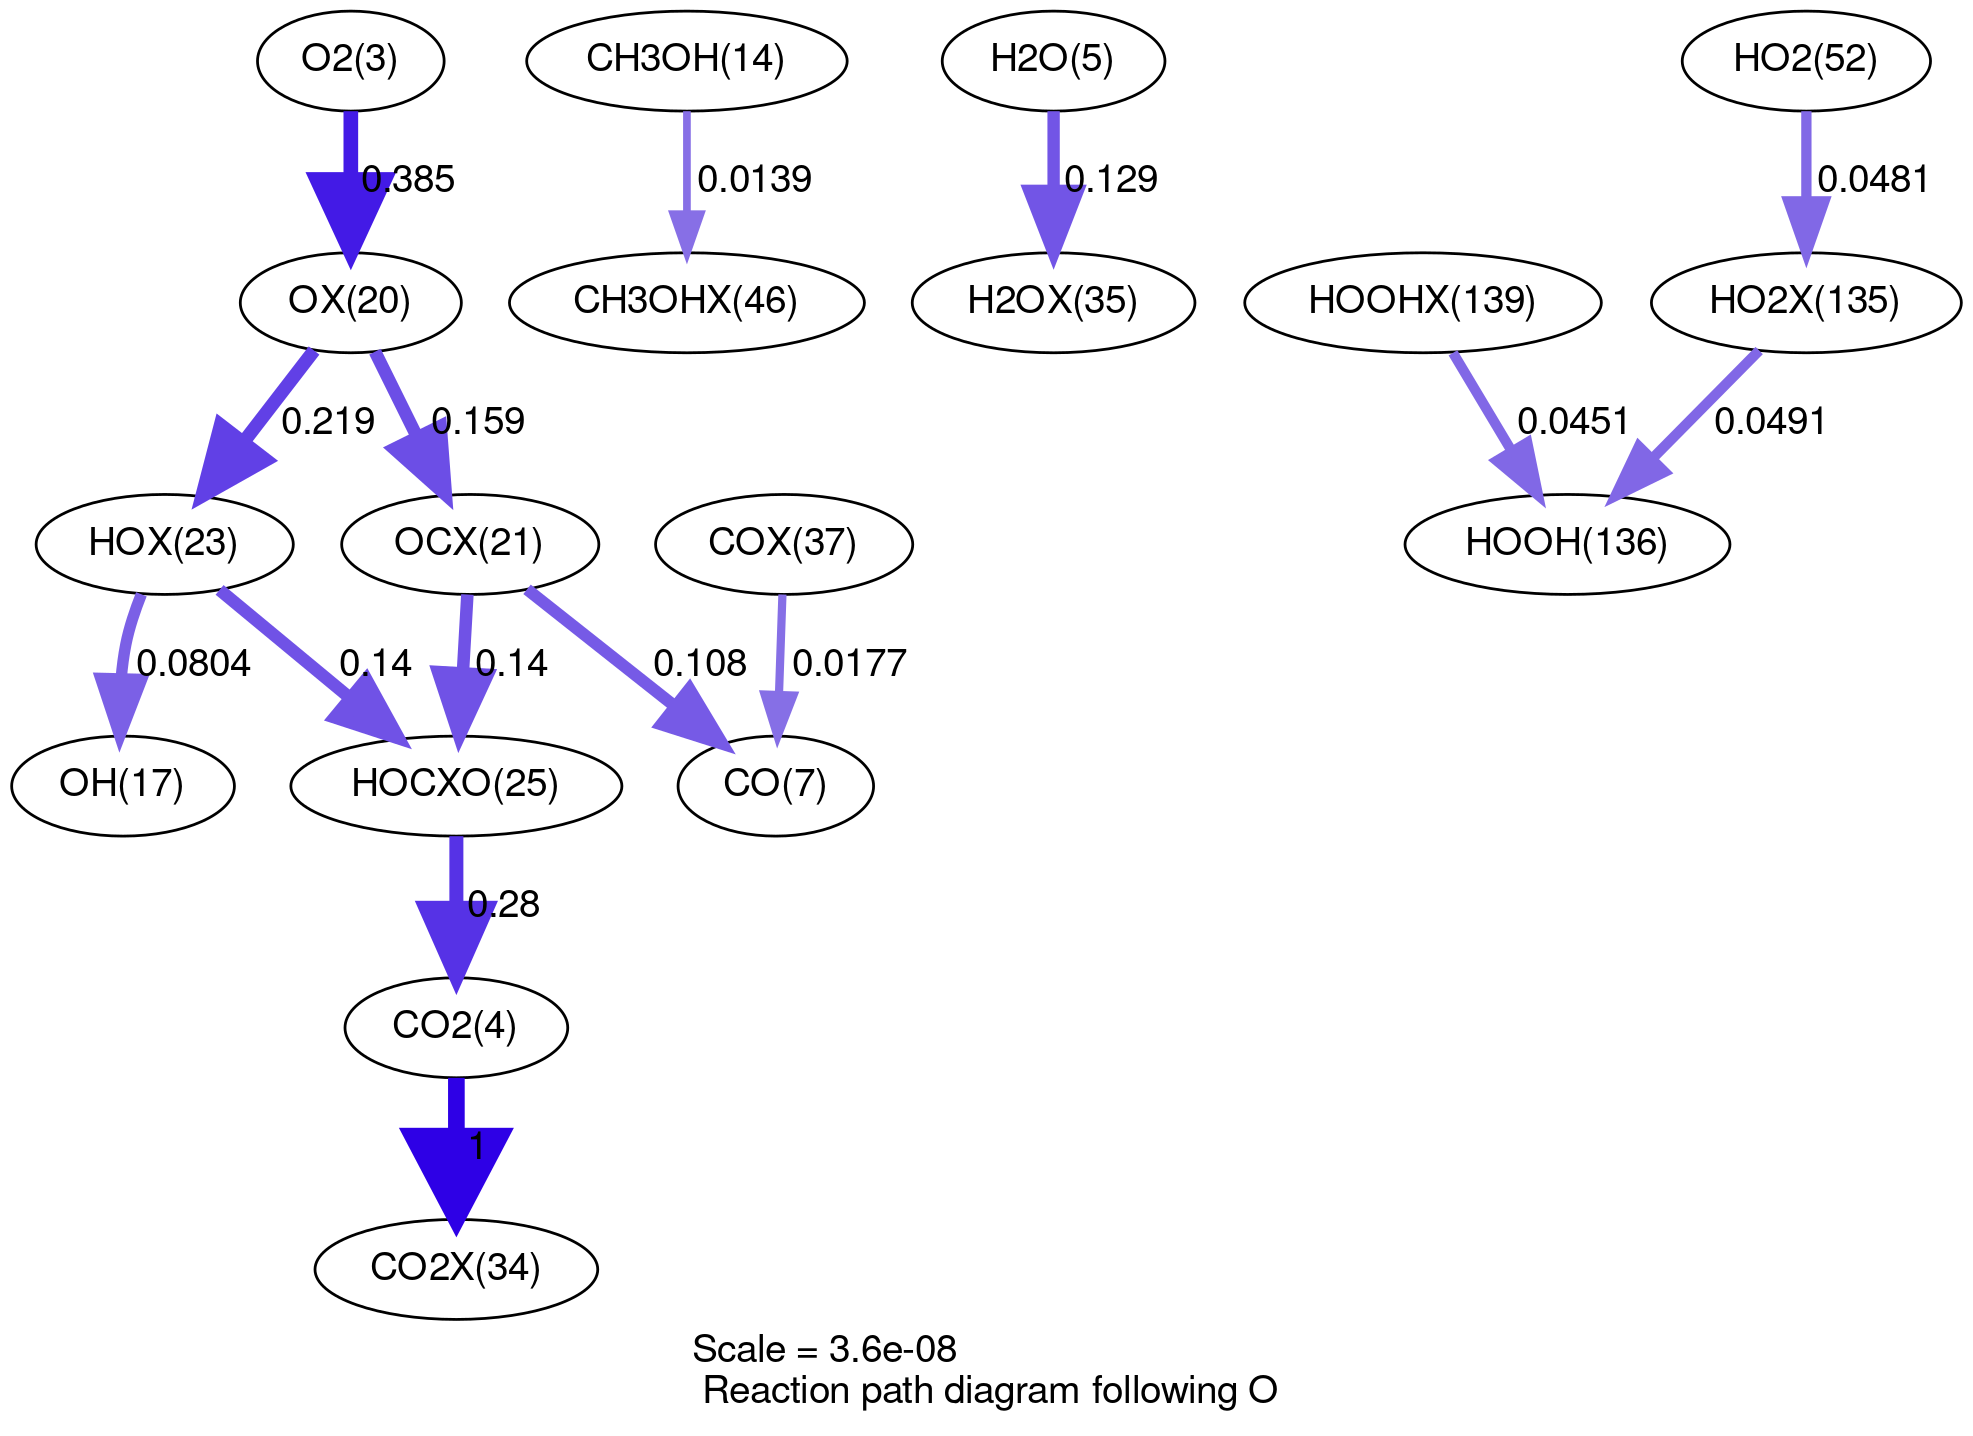 O2(3)
CH3OH(14)
H2O(5)
HO2(52)
0.385
0.0139
0.129
0.0481
OX(20)
CH3OHX(46)
H2OX(35)
HOOHX(139)
HO2X(135)
0.219
0.159
0.0451
0.0491
HOX(23)
OCX(21)
COX(37)
HOOH(136)
0.0804
0.14
0.14
0.108
0.0177
OH(17)
HOCXO(25)
CO(7)
0.28
CO2(4)
1
CO2X(34)
Scale = 3.6e-08
Reaction path diagram following O